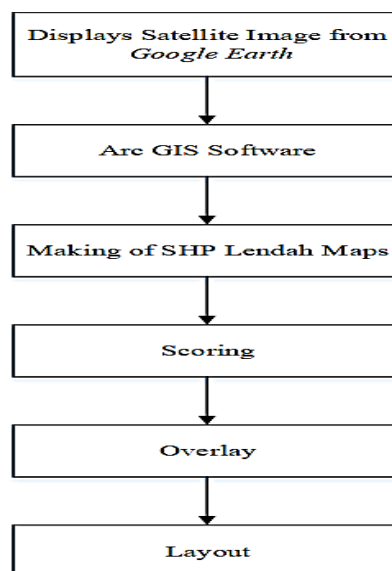 Displays Satellite Image from
Google Earth
Arc GIS Software
Making of SHP Lendah Maps
Scoring
Overlay
Layout